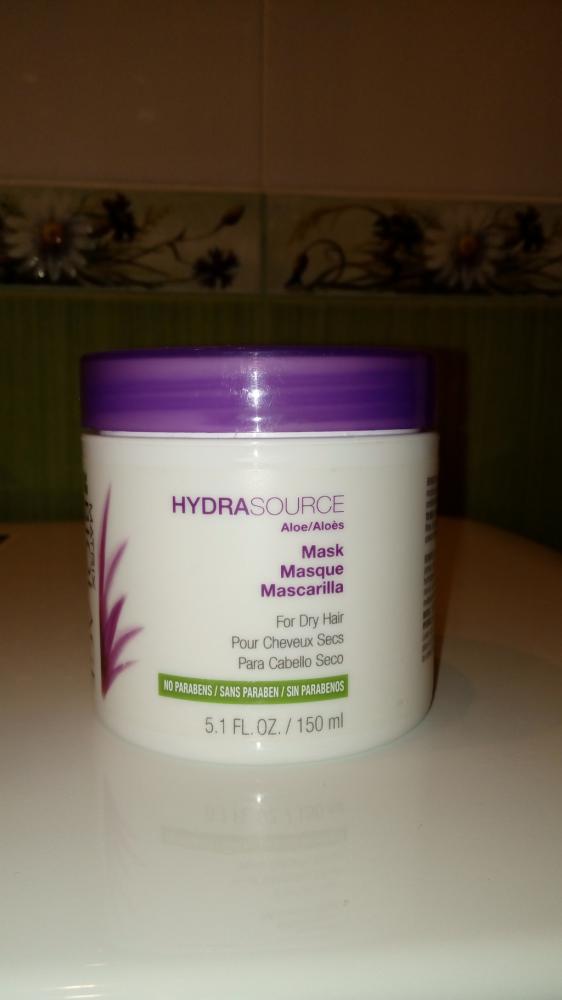 HYDRASOURCE
Aloe/Aloès
Mask
Masque
Mascarilla
For Dry Hair
Pour Cheveux Secs
Para Cabello Seco
NO PARABENS / SANS PARABEN / SIN PARABENOS
5.1 FL. OZ. / 150 ml